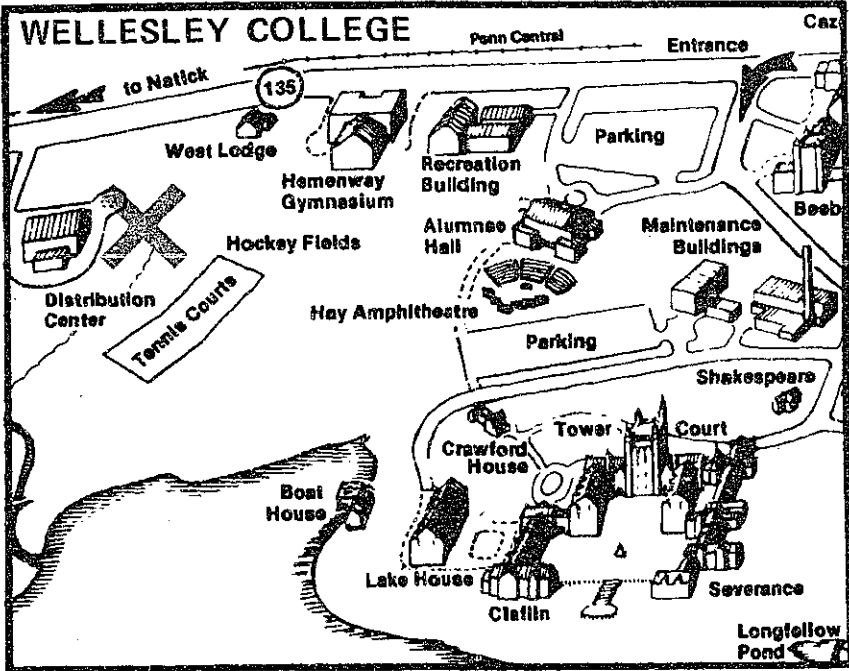 WELLESLEY COLLEGE
Penn Central
Entrance
Caz
to Natick
135
West Lodge
Hemenway
Gymnasium
Recreation
Building
Parking
Beeb
Alumnae
Hall
Maintenance
Buildings
Hockey Fields
Distribution
Center
Tennis Courts
Hay Amphitheatre
Parking
Shakespeare
Crawford
House
Tower Court
Boat
House
Lake House
Claflin
Severance
Longfellow
Pond